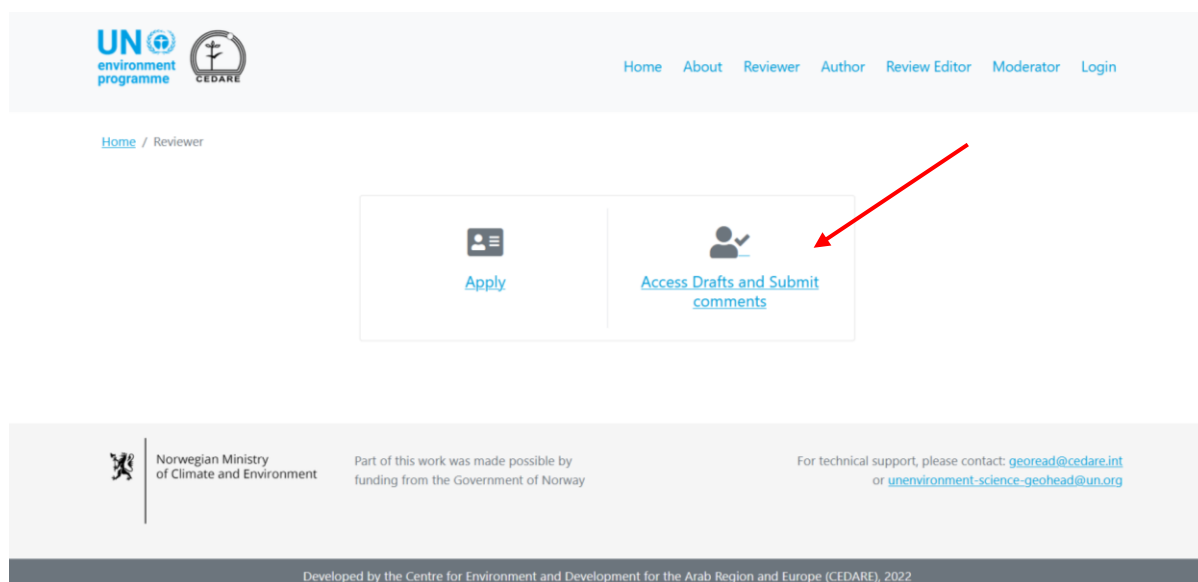 UN
environment
programme
CEDARE
Home About Reviewer Author Review Editor Moderator Login
Home / Reviewer
Apply
Access Drafts and Submit
comments
Norwegian Ministry
of Climate and Environment
Part of this work was made possible by
funding from the Government of Norway
For technical support, please contact: georead@cedare.int
or unenvironment-science-geohead@un.org
Developed by the Centre for Environment and Development for the Arab Region and Europe (CEDARE), 2022